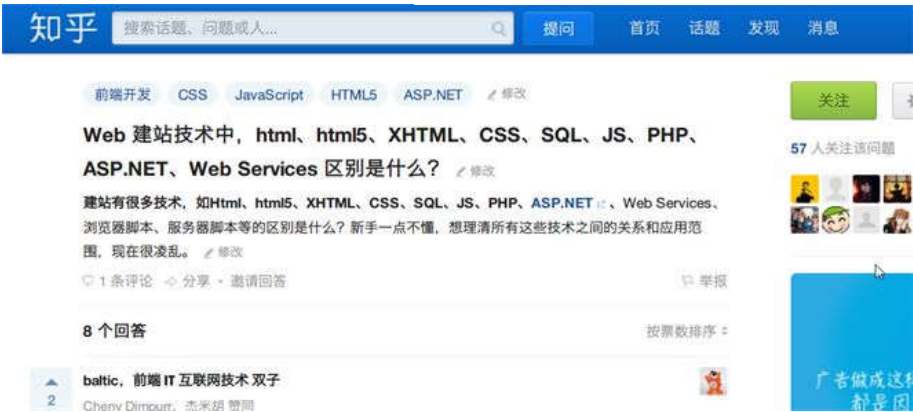 知乎 搜索话题、问题或人... 提问 首页 话题 发现 消息
前端开发 CSS JavaScript HTML5 ASP.NET 修改
关注
Web 建站技术中，html、html5、XHTML、CSS、SQL、JS、PHP、
ASP.NET、Web Services 区别是什么？ 修改
57 人关注该问题
建站有很多技术，如Html、html5、XHTML、CSS、SQL、JS、PHP、ASP.NET、Web Services、
浏览器脚本、服务器脚本等的区别是什么？新手一点不懂，想理清所有这些技术之间的关系和应用范
围，现在很凌乱。 修改
1 条评论 分享 • 邀请回答 举报
8 个回答 按票数排序
baltic，前端 IT 互联网技术 双子
2
Cheny Dimpurr、杰米胡 赞同
广告做成这样
都是因